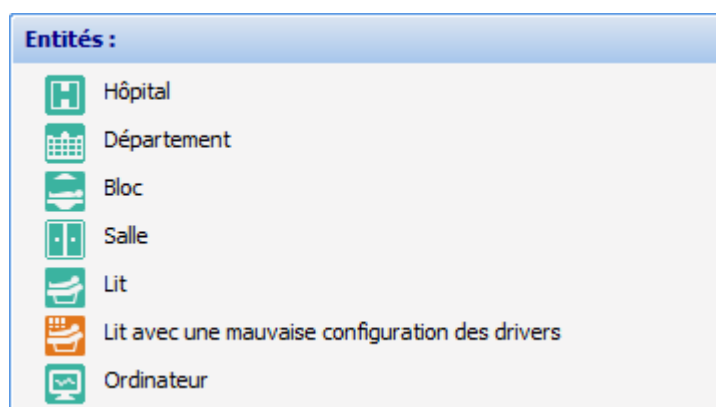 Entités :
Hôpital
Département
Bloc
Salle
Lit
Lit avec une mauvaise configuration des drivers
Ordinateur